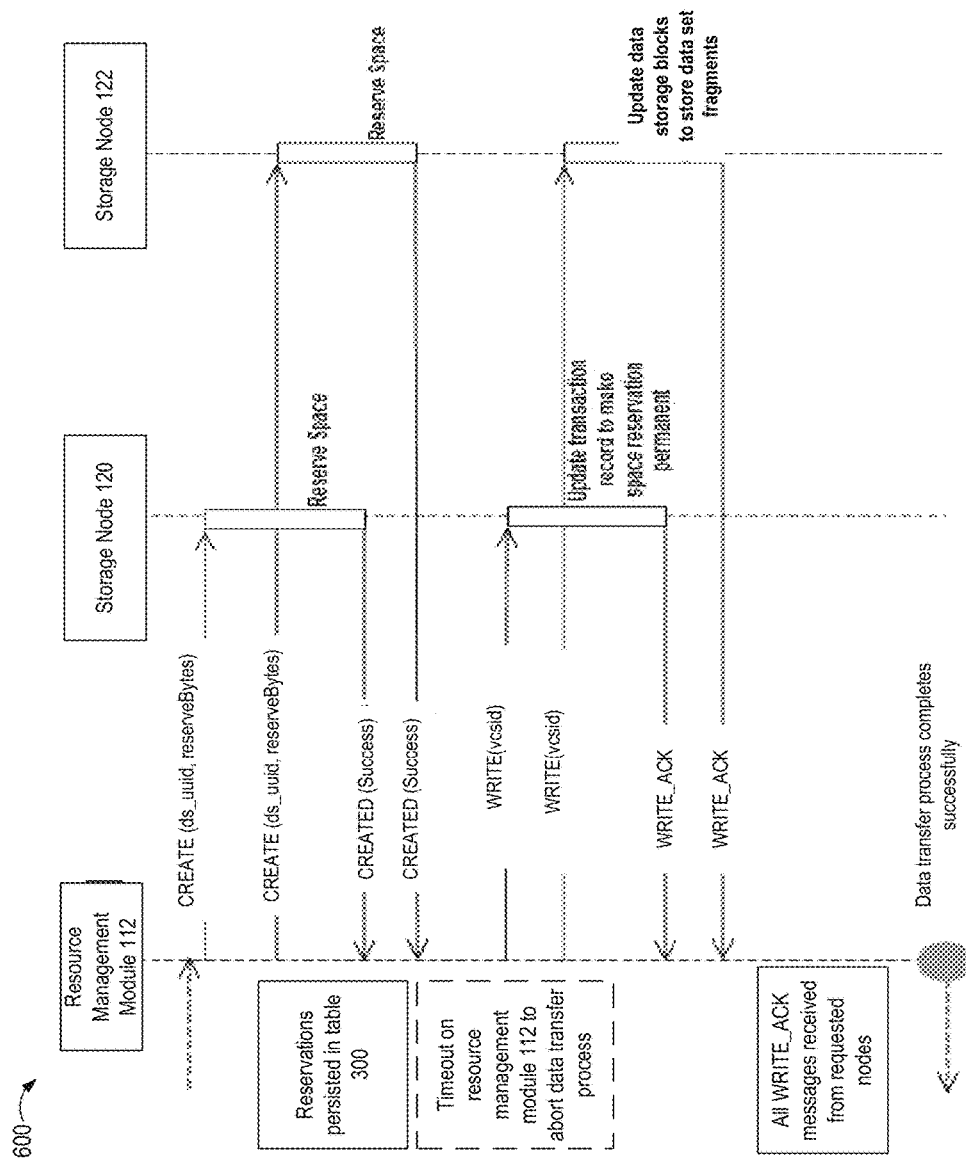 600
Resource
Management
Module 112
Storage Node 120
Storage Node 122
CREATE (ds_uuid, reserveBytes)
CREATE (ds_uuid, reserveBytes)
Reserve Space
Reserve Space
Reservations
persisted in table
300
CREATED (Success)
CREATED (Success)
Timeout on
resource
management
module 112 to
abort data transfer
process
WRITE(vcsid)
WRITE(vcsid)
Update transaction
record to make
space reservation
permanent
Update data
storage blocks
to store data set
fragments
WRITE_ACK
WRITE_ACK
All WRITE_ACK
messages received
from requested
nodes
Data transfer process completes
successfully